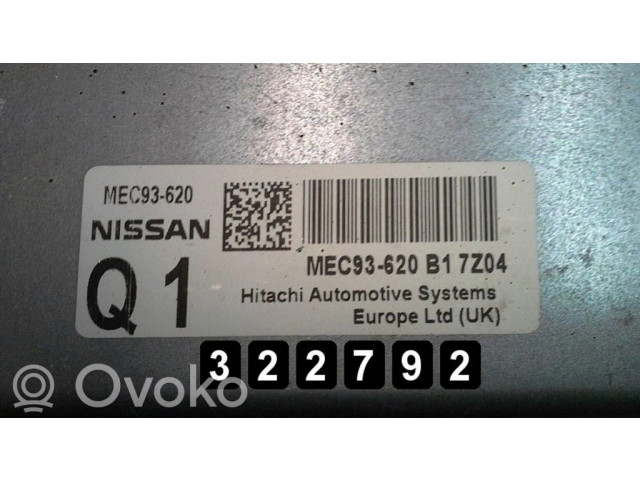 MEC93-620
NISSAN
Q1
MEC93-620 B1 7Z04
Hitachi Automotive Systems
Europe Ltd (UK)
322792
Ovoko